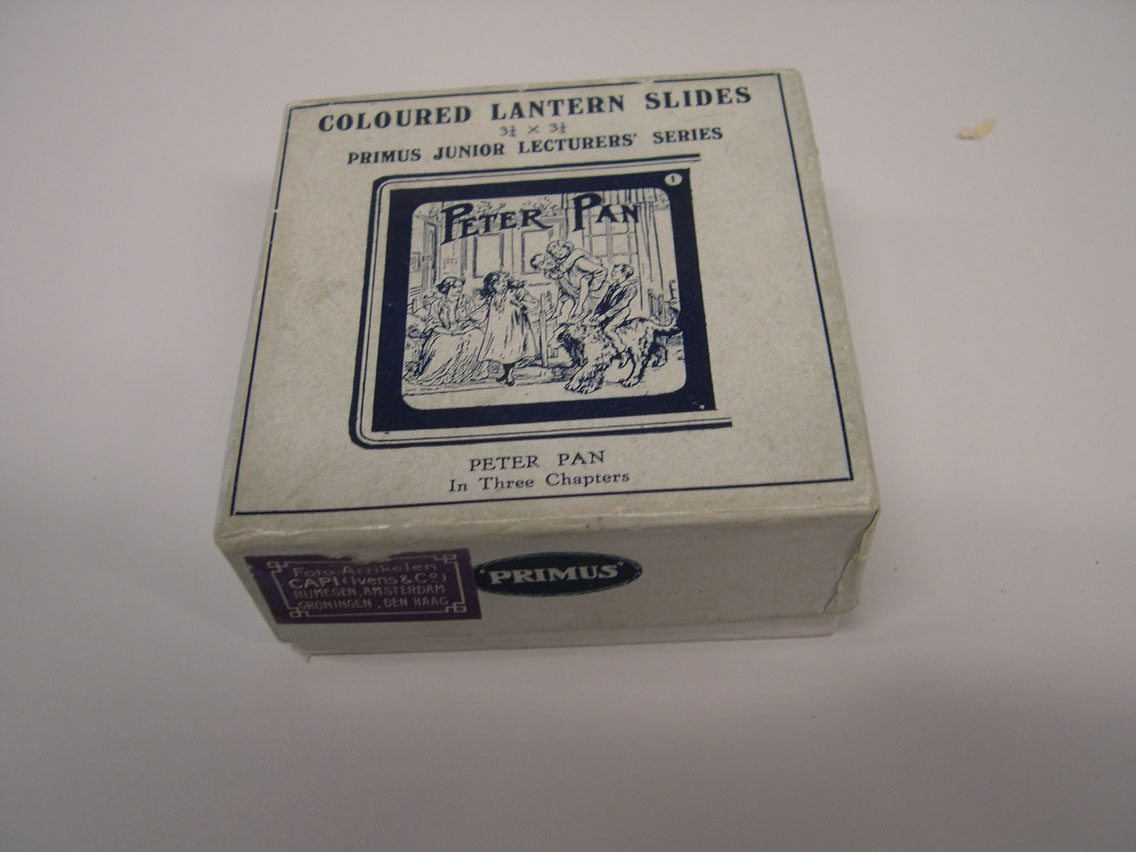 COLOURED LANTERN SLIDES
3¼ × 3¼
PRIMUS JUNIOR LECTURERS' SERIES
1
PETER PAN
PETER PAN
In Three Chapters
Foto Artikelen
CAPI (Ivens & Co)
NIJMEGEN, AMSTERDAM
GRONINGEN, DEN HAAG
'PRIMUS'